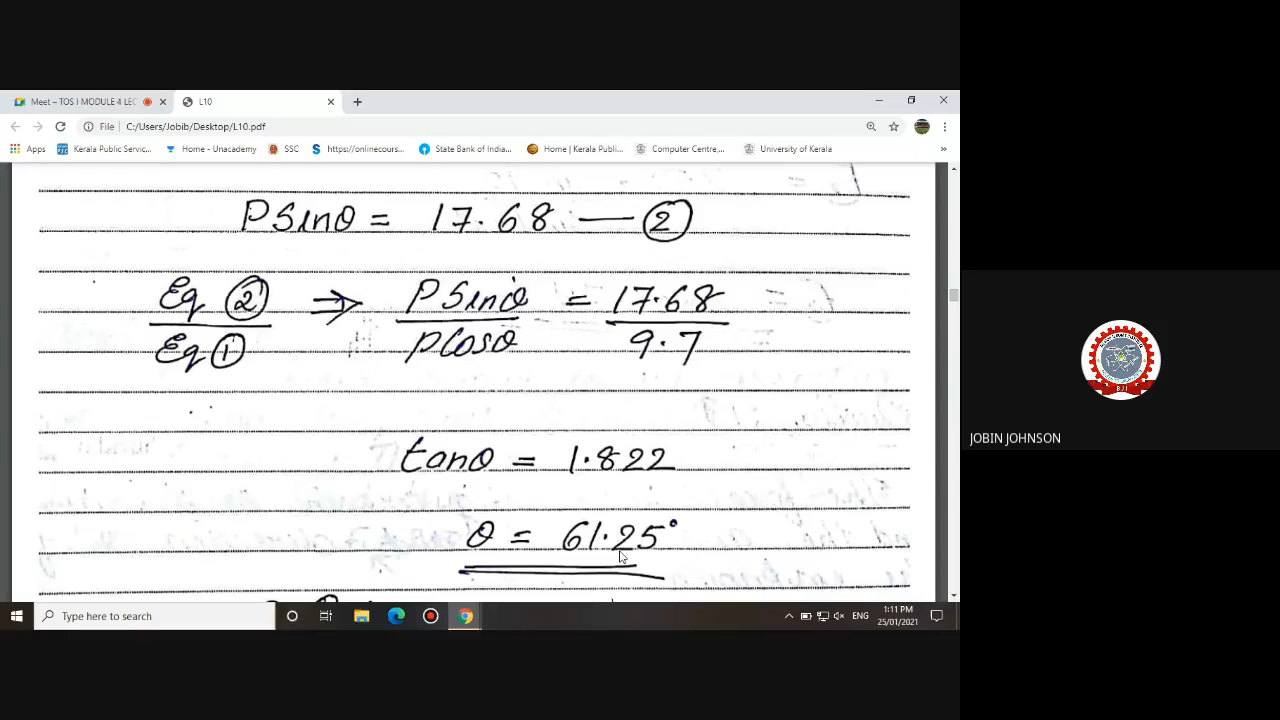 Meet – TOS I MODULE 4 LEC
L10
File
C:/Users/Jobib/Desktop/L10.pdf
Apps
Kerala Public Servic...
Home - Unacademy
SSC
https://onlinecours...
State Bank of India...
Home | Kerala Publi...
Computer Centre,...
University of Kerala
»
PSinθ = 17.68 — ②
Eq ② ⇒ PSinθ = 17.68
Eq ① PCosθ 9.7
tanθ = 1.822
θ = 61.25°
JOBIN JOHNSON
Type here to search
ENG
1:11 PM
25/01/2021